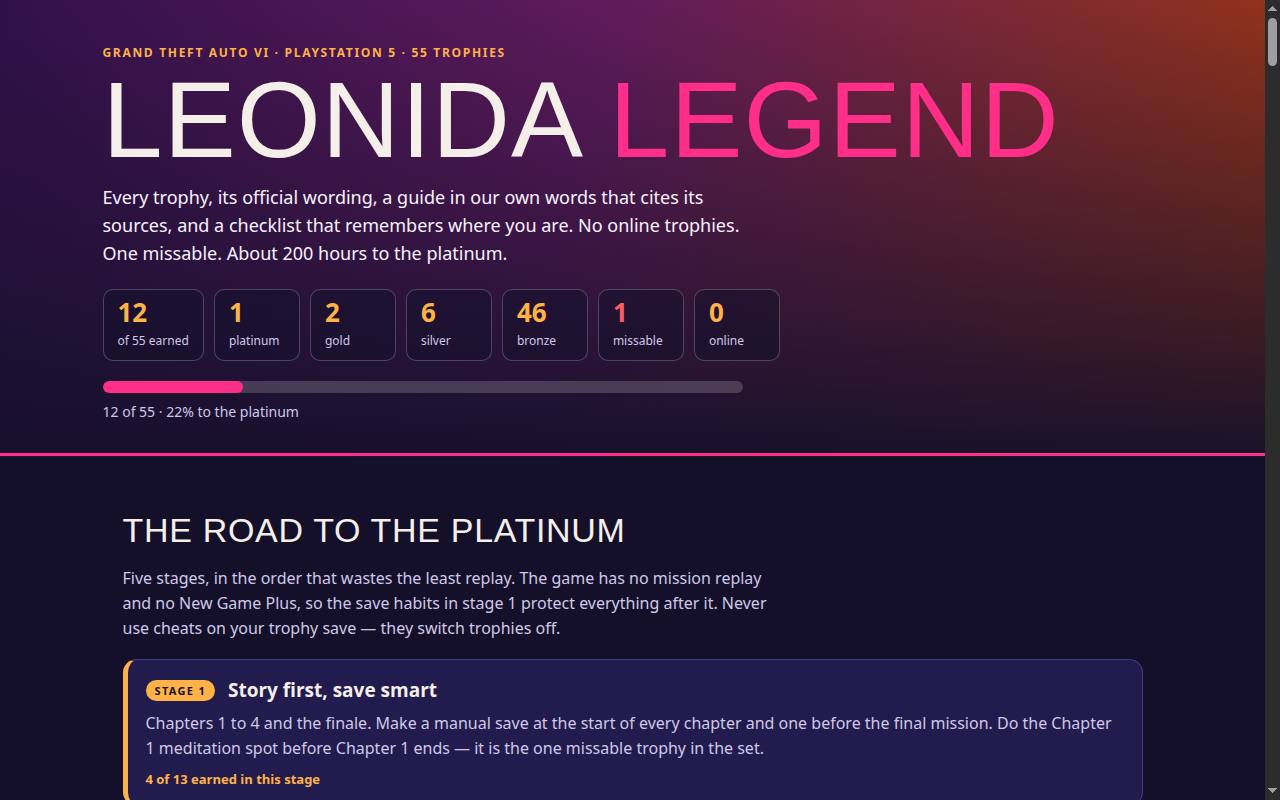 GRAND THEFT AUTO VI · PLAYSTATION 5 · 55 TROPHIES
LEONIDA LEGEND
Every trophy, its official wording, a guide in our own words that cites its
sources, and a checklist that remembers where you are. No online trophies.
One missable. About 200 hours to the platinum.
12
of 55 earned
1
platinum
2
gold
6
silver
46
bronze
1
missable
0
online
12 of 55 · 22% to the platinum
THE ROAD TO THE PLATINUM
Five stages, in the order that wastes the least replay. The game has no mission replay
and no New Game Plus, so the save habits in stage 1 protect everything after it. Never
use cheats on your trophy save — they switch trophies off.
STAGE 1 Story first, save smart
Chapters 1 to 4 and the finale. Make a manual save at the start of every chapter and one before the final mission. Do the Chapter
1 meditation spot before Chapter 1 ends — it is the one missable trophy in the set.
4 of 13 earned in this stage